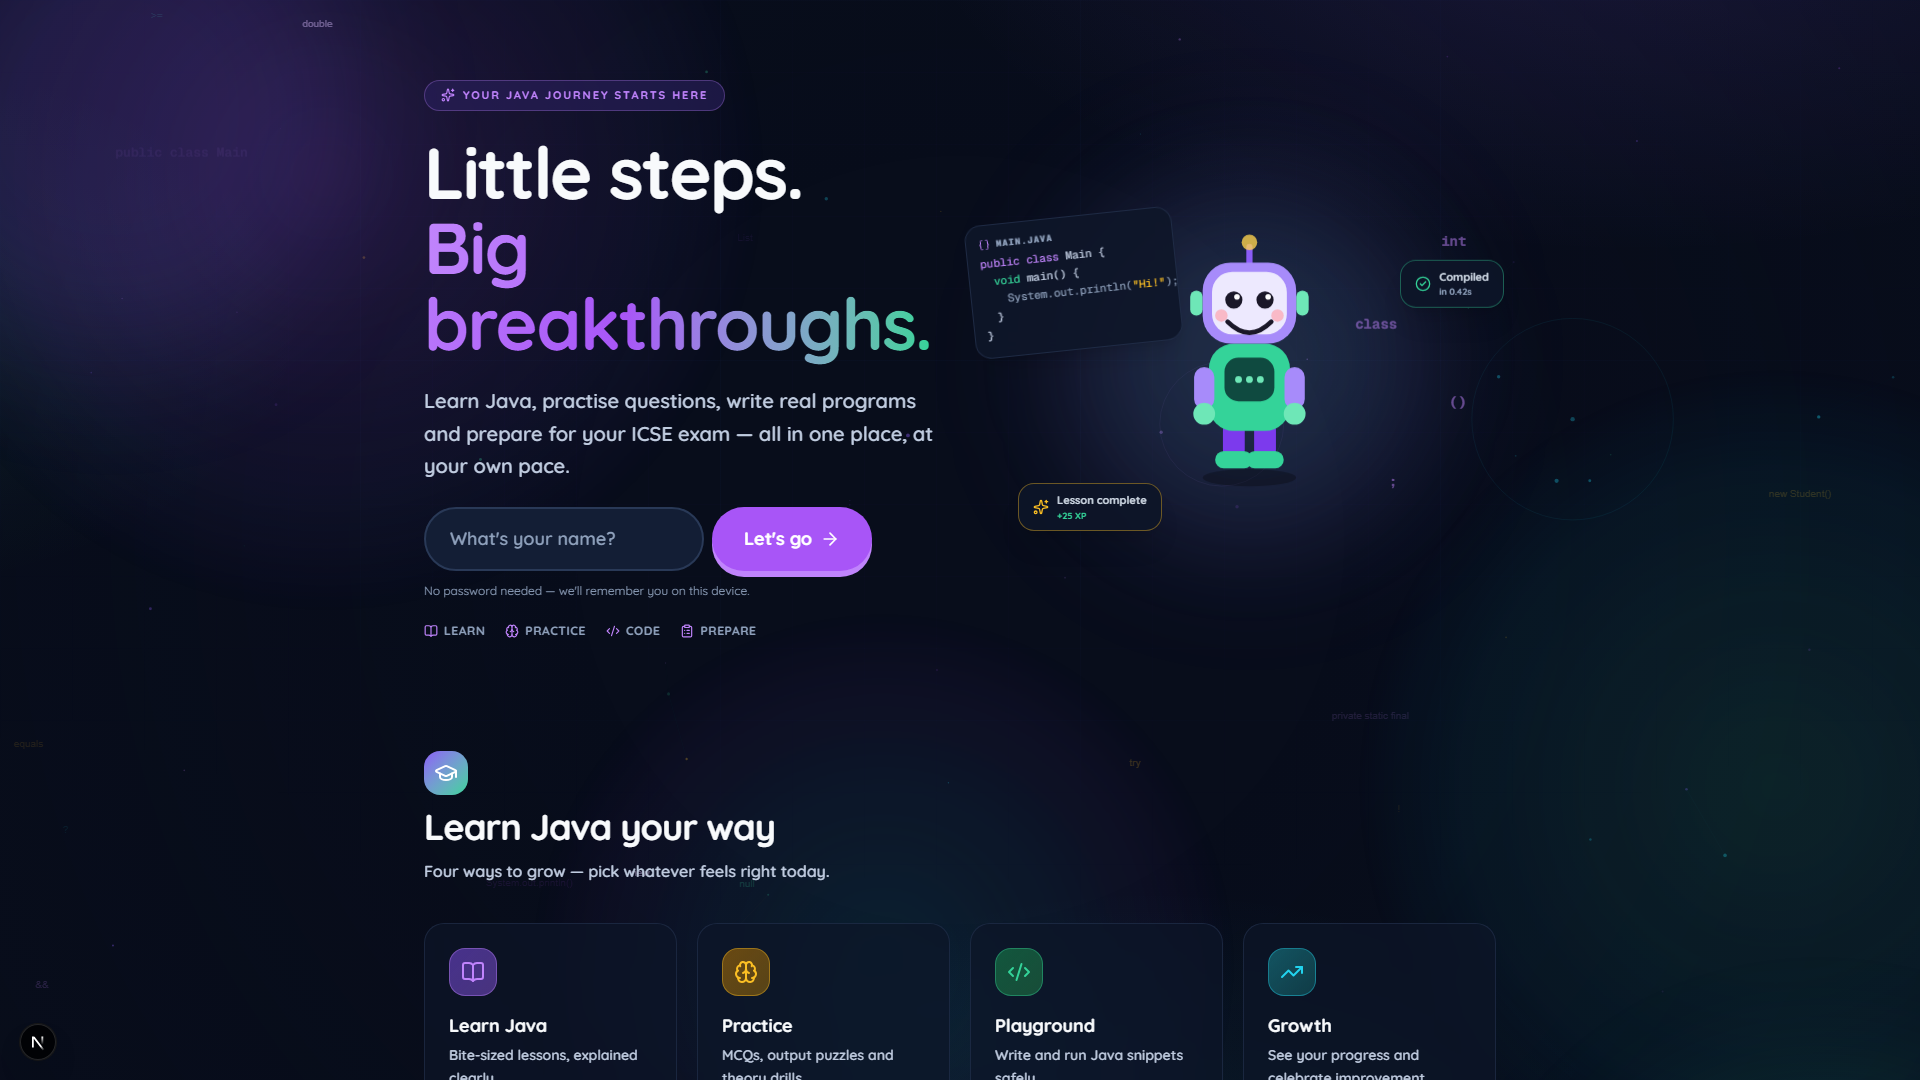 double
YOUR JAVA JOURNEY STARTS HERE
public class Main
Little steps.
Big
breakthroughs.
Learn Java, practise questions, write real programs
and prepare for your ICSE exam — all in one place, at
your own pace.
What's your name?
Let's go
No password needed — we'll remember you on this device.
LEARN
PRACTICE
CODE
PREPARE
{} MAIN.JAVA
public class Main {
void main() {
System.out.println("Hi!");
}
}
int
Compiled
in 0.42s
class
()
;
Lesson complete
+25 XP
new Student()
private static final
equals
try
Learn Java your way
Four ways to grow — pick whatever feels right today.
null
&&
Learn Java
Bite-sized lessons, explained
clearly.
Practice
MCQs, output puzzles and
theory drills.
Playground
Write and run Java snippets
safely.
Growth
See your progress and
celebrate improvement.
N